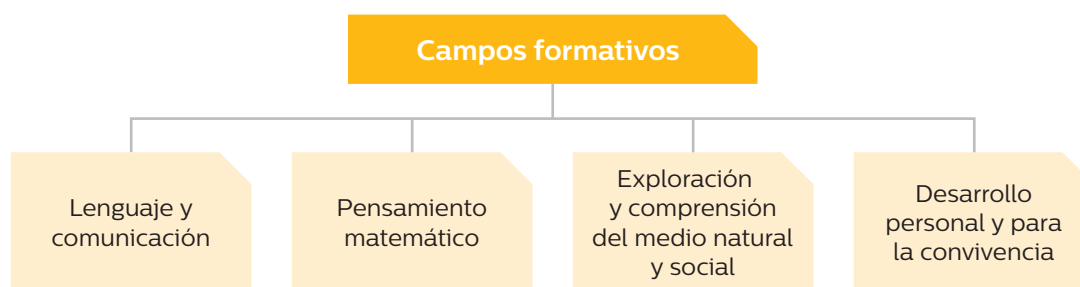 Campos formativos
Lenguaje y
comunicación
Pensamiento
matemático
Exploración
y comprensión
del medio natural
y social
Desarrollo
personal y para
la convivencia